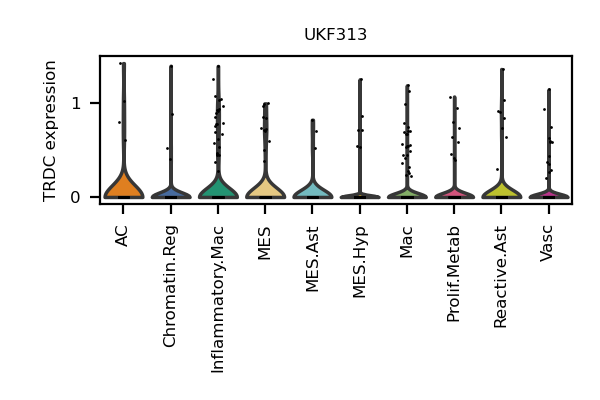 UKF313
TRDC expression
1
0
AC
Chromatin.Reg
Inflammatory.Mac
MES
MES.Ast
MES.Hyp
Mac
Prolif.Metab
Reactive.Ast
Vasc